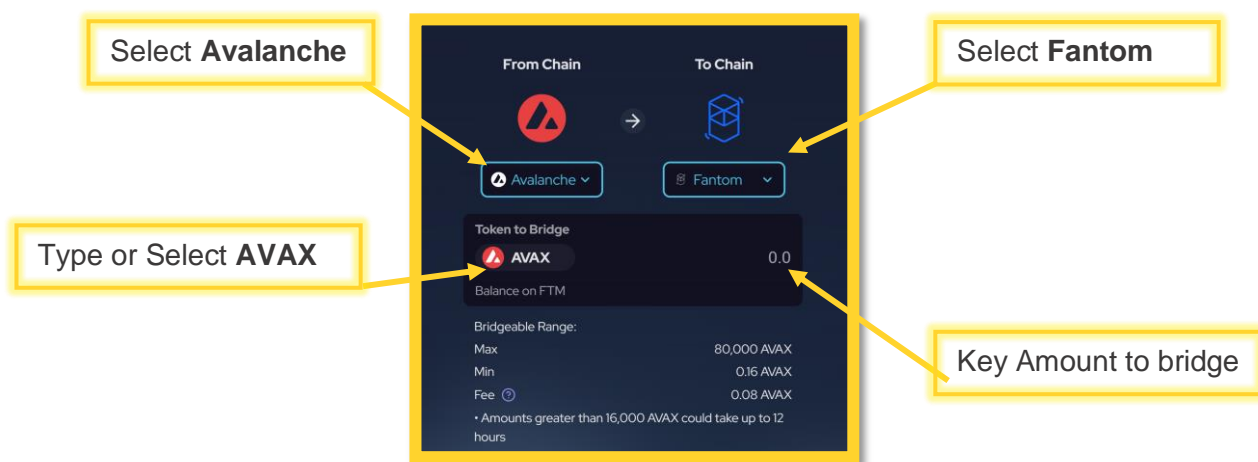 Select Avalanche
Select Fantom
From Chain
To Chain
Avalanche
Fantom
Token to Bridge
AVAX
0.0
Balance on FTM
Type or Select AVAX
Bridgeable Range:
Max 80,000 AVAX
Min 0.16 AVAX
Fee ? 0.08 AVAX
• Amounts greater than 16,000 AVAX could take up to 12
hours
Key Amount to bridge